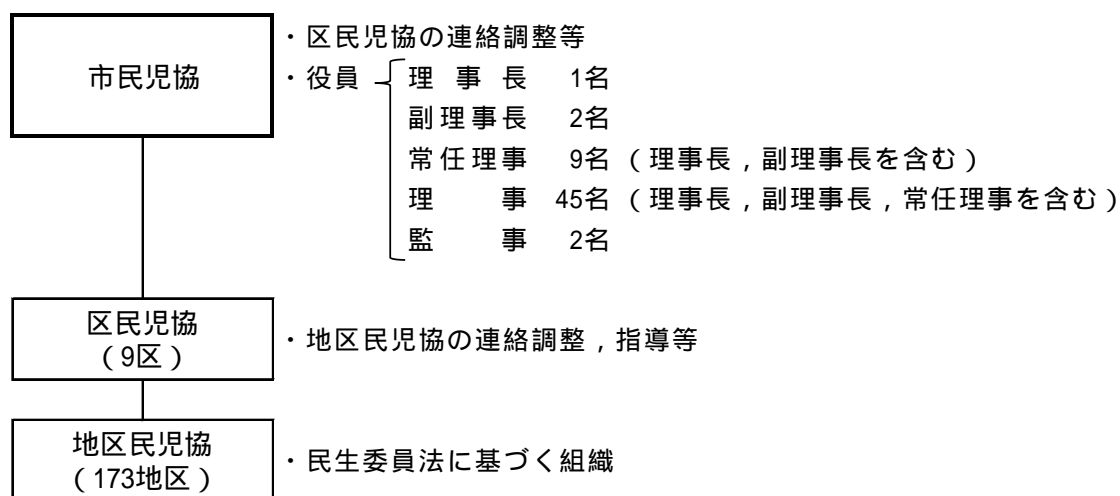 市民児協
・区民児協の連絡調整等
・役員
理事長 1名
副理事長 2名
常任理事 9名 （理事長，副理事長を含む）
理事 45名 （理事長，副理事長，常任理事を含む）
監事 2名
区民児協
（9区）
・地区民児協の連絡調整，指導等
地区民児協
（173地区）
・民生委員法に基づく組織